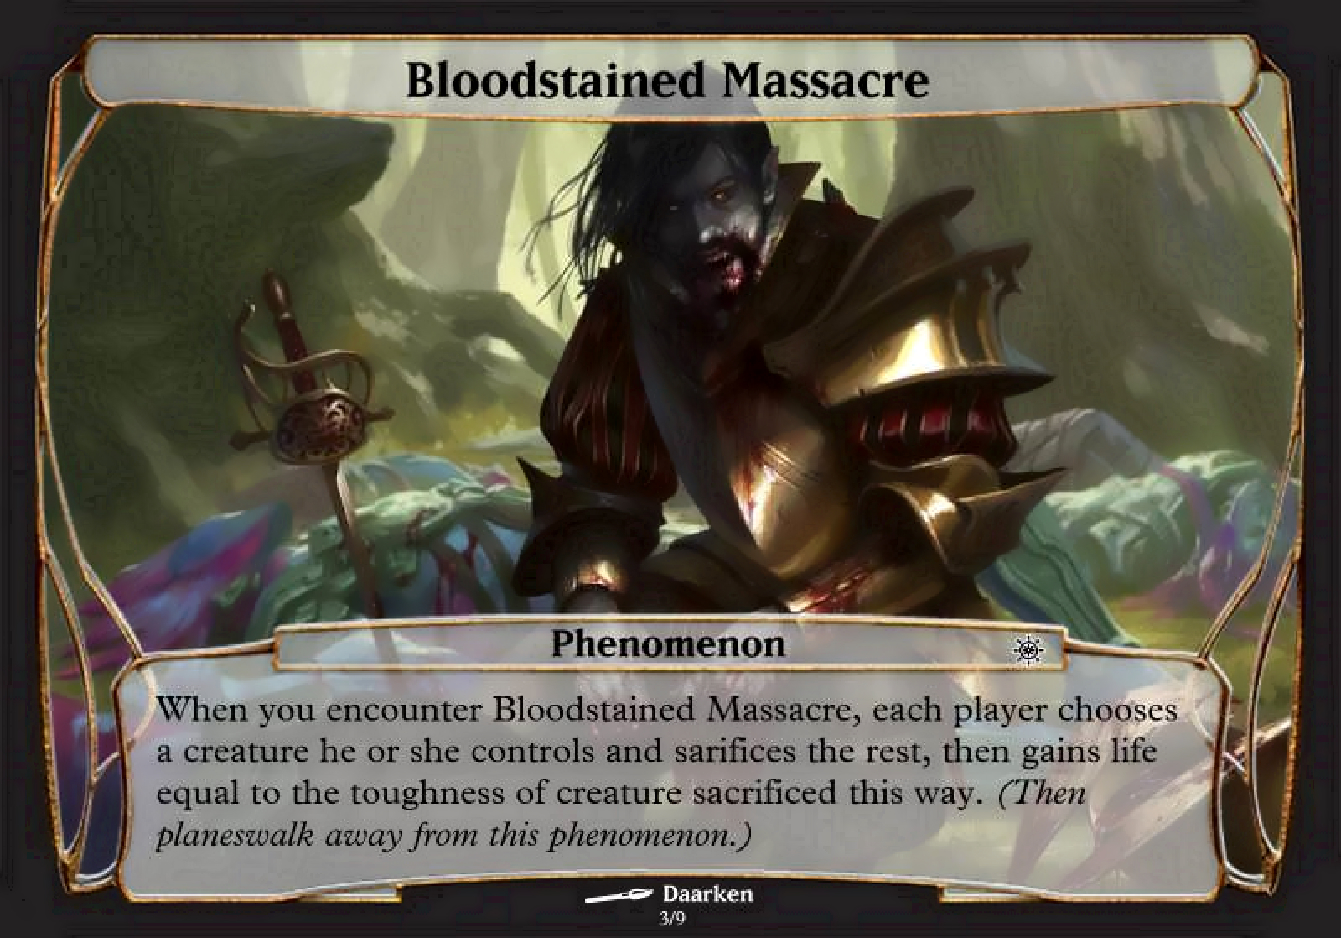 Bloodstained Massacre
Phenomenon
When you encounter Bloodstained Massacre, each player chooses
a creature he or she controls and sarifices the rest, then gains life
equal to the toughness of creature sacrificed this way. (Then
planeswalk away from this phenomenon.)
Daarken
3/9